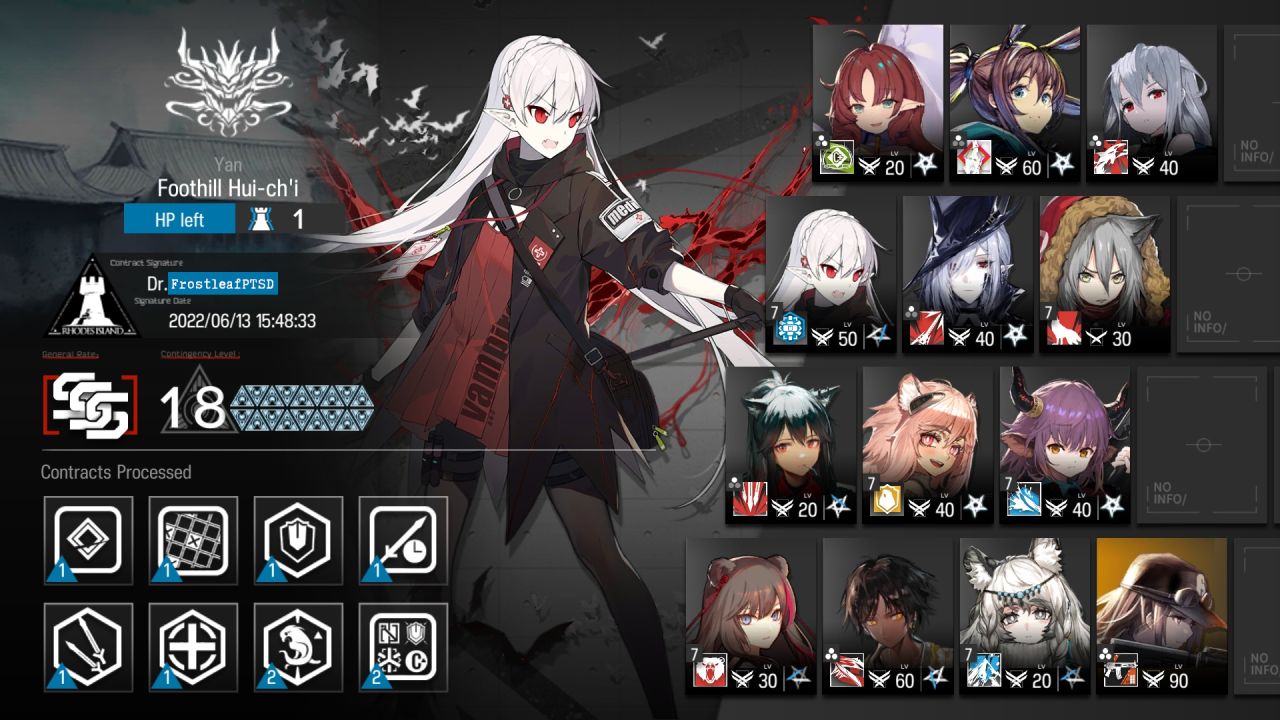 Yan
Foothill Hui-ch'i
HP left 1
Contract Signature
Dr. FrostleafPTSD
Signature Date
2022/06/13 15:48:33
RHODES ISLAND
General Rate:
Contingency Level:
SSS
18
Contracts Processed
1 1 1 1
1 1 2 2
medic
Vampire
LV 20
LV 60
LV 40
NO INFO/
7 LV 50
LV 40
7 LV 30
NO INFO/
LV 20
7 LV 40
7 LV 40
NO INFO/
7 LV 30
LV 60
7 LV 20
LV 90
NO INFO